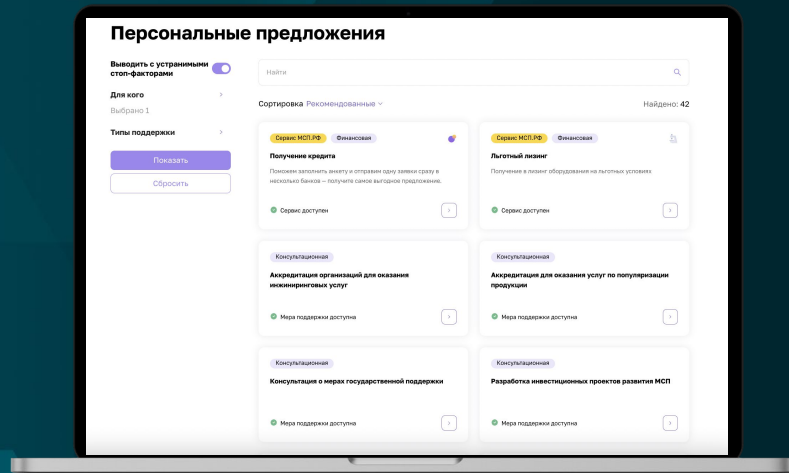 Персональные предложения
Выводить с устранимыми
стоп-факторами
Для кого
Выбрано 1
Типы поддержки
Показать
Сбросить
Найти
Сортировка Рекомендованные
Найдено: 42
Сервис МСП.РФ Финансовая
Получение кредита
Поможем заполнить анкету и отправим одну заявки сразу в
несколько банков — получите самое выгодное предложение.
Сервис доступен
Сервис МСП.РФ Финансовая
Льготный лизинг
Получение в лизинг оборудования на льготных условиях
Сервис доступен
Консультационная
Аккредитация организаций для оказания
инжиниринговых услуг
Мера поддержки доступна
Консультационная
Аккредитация для оказания услуг по популяризации
продукции
Мера поддержки доступна
Консультационная
Консультация о мерах государственной поддержки
Мера поддержки доступна
Консультационная
Разработка инвестиционных проектов развития МСП
Мера поддержки доступна